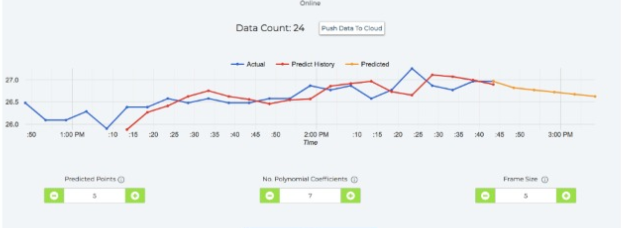 Online
Data Count: 24 Push Data To Cloud
Actual Predict History Predicted
27.0
26.5
26.0
:50 1:00 PM :10 :15 :20 :25 :35 :40 :45 :50 2:00 PM :10 :15 :20 :25 :35 :40 :45 :50 3:00 PM
Time
Predicted Points No. Polynomial Coefficients Frame Size
3 7 5